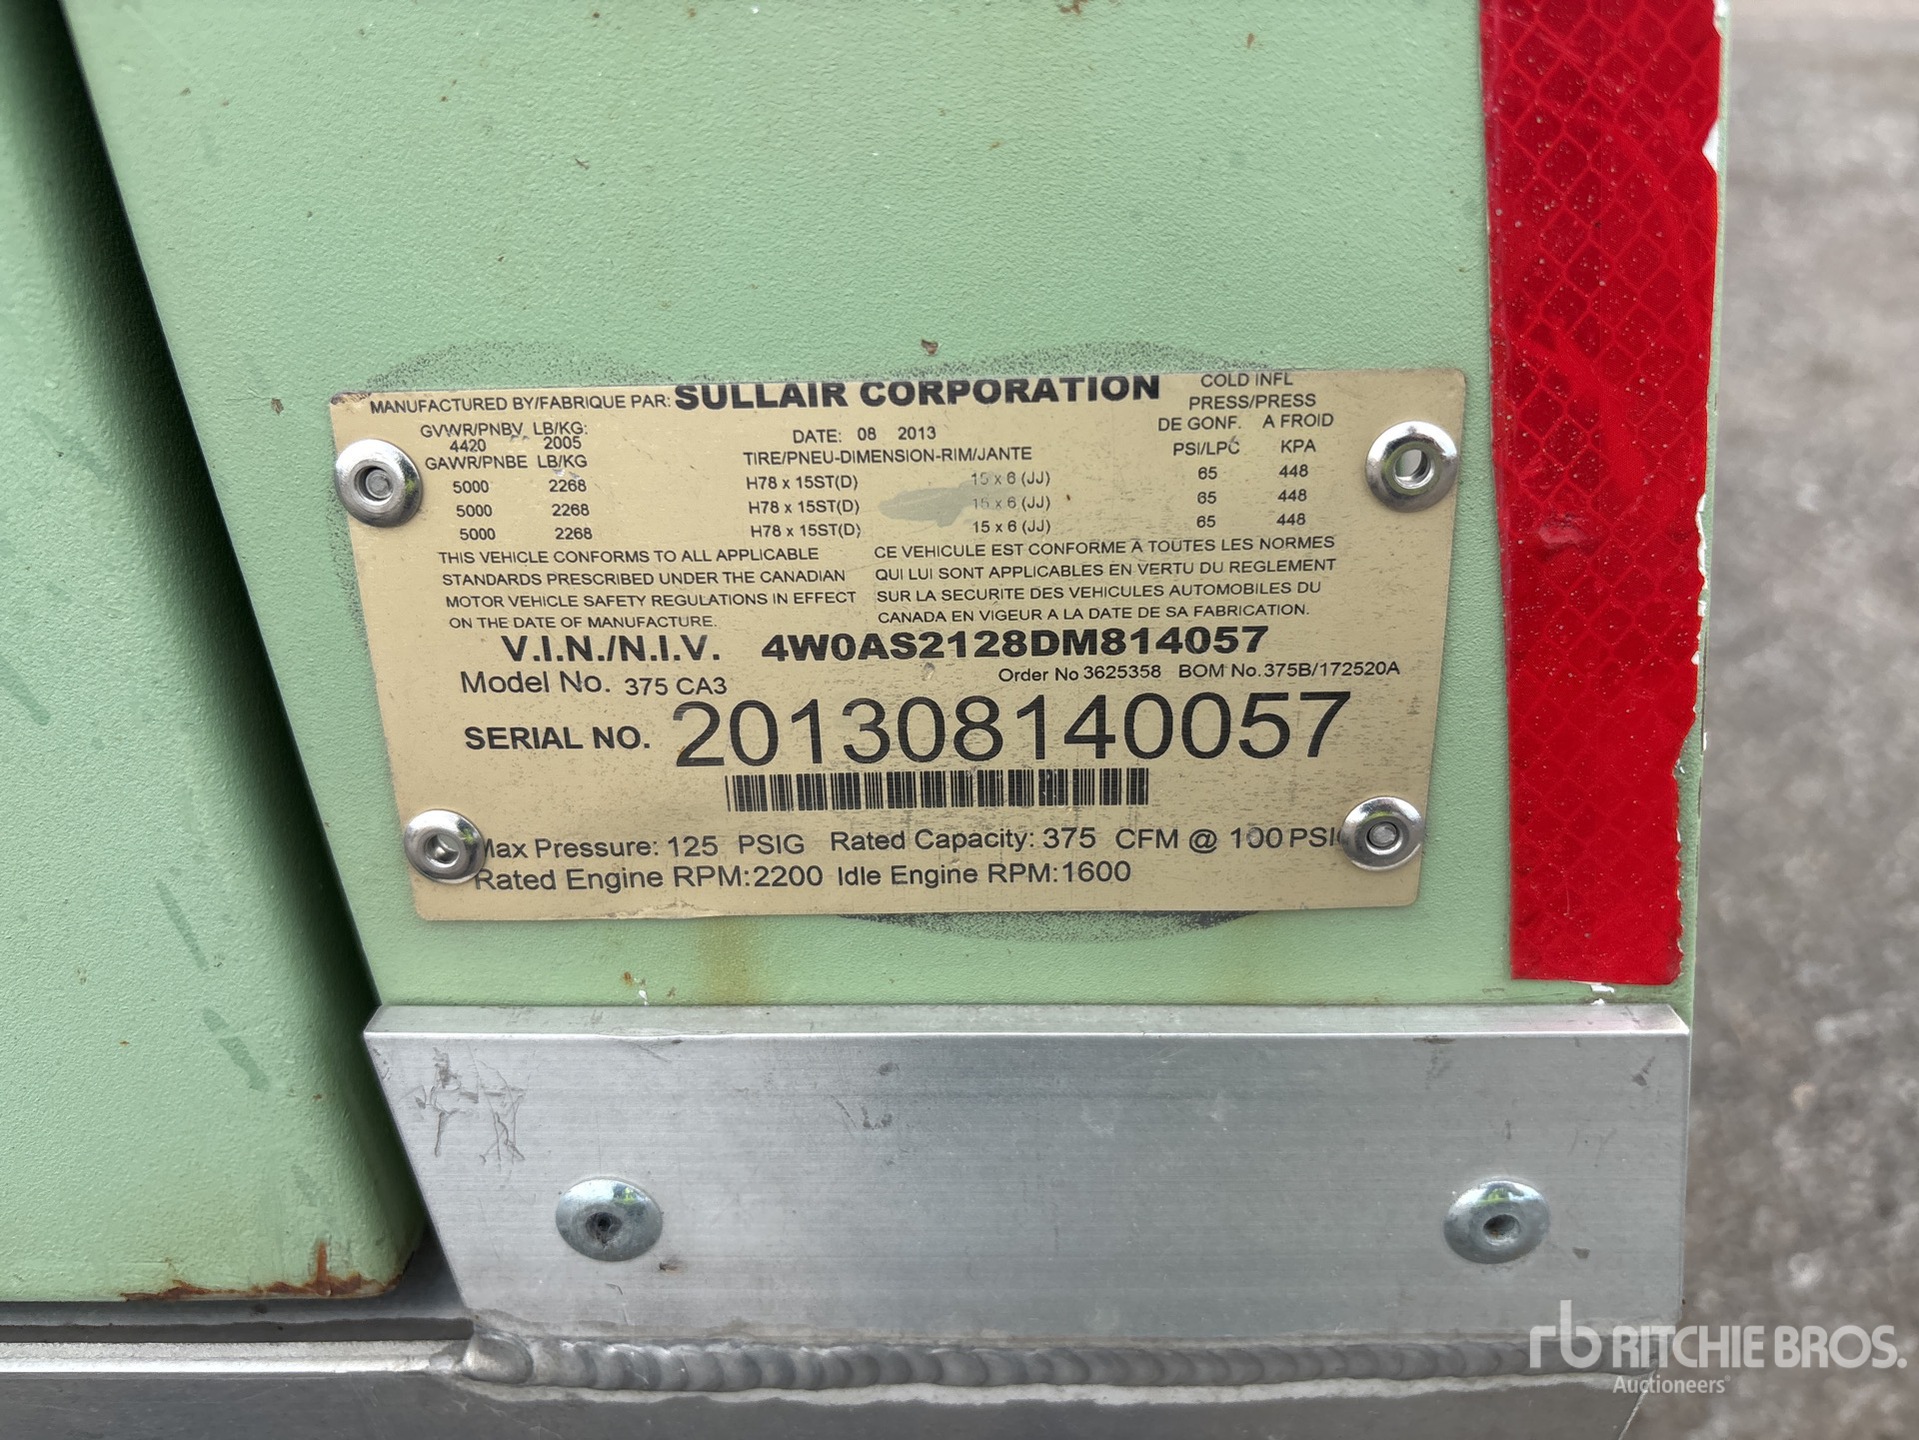 MANUFACTURED BY/FABRIQUE PAR: SULLAIR CORPORATION
COLD INFL
PRESS/PRESS
GVWR/PNBV LB/KG:
DE GONF. A FROID
4420 2005
DATE: 08 2013
GAWR/PNBE LB/KG
TIRE/PNEU-DIMENSION-RIM/JANTE
PSI/LPC KPA
5000 2268 H78 x 15ST(D) 15 x 6 (JJ) 65 448
5000 2268 H78 x 15ST(D) 15 x 6 (JJ) 65 448
5000 2268 H78 x 15ST(D) 15 x 6 (JJ) 65 448
THIS VEHICLE CONFORMS TO ALL APPLICABLE
STANDARDS PRESCRIBED UNDER THE CANADIAN
MOTOR VEHICLE SAFETY REGULATIONS IN EFFECT
ON THE DATE OF MANUFACTURE.
CE VEHICULE EST CONFORME A TOUTES LES NORMES
QUI LUI SONT APPLICABLES EN VERTU DU REGLEMENT
SUR LA SECURITE DES VEHICULES AUTOMOBILES DU
CANADA EN VIGEUR A LA DATE DE SA FABRICATION.
V.I.N./N.I.V. 4W0AS2128DM814057
Model No. 375 CA3 Order No 3625358 BOM No. 375B/172520A
SERIAL NO. 201308140057
Max Pressure: 125 PSIG Rated Capacity: 375 CFM @ 100 PSIG
Rated Engine RPM:2200 Idle Engine RPM:1600
rb RITCHIE BROS.
Auctioneers